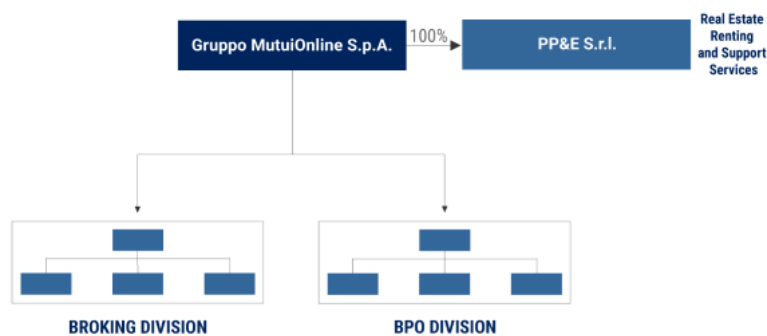 Gruppo MutuiOnline S.p.A.
100%
PP&E S.r.l.
Real Estate
Renting
and Support
Services
BROKING DIVISION
BPO DIVISION